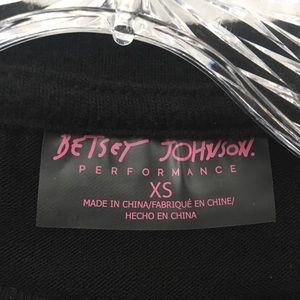 BETSEY JOHNSON.
PERFORMANCE
XS
MADE IN CHINA/FABRIQUÉ EN CHINE/
HECHO EN CHINA